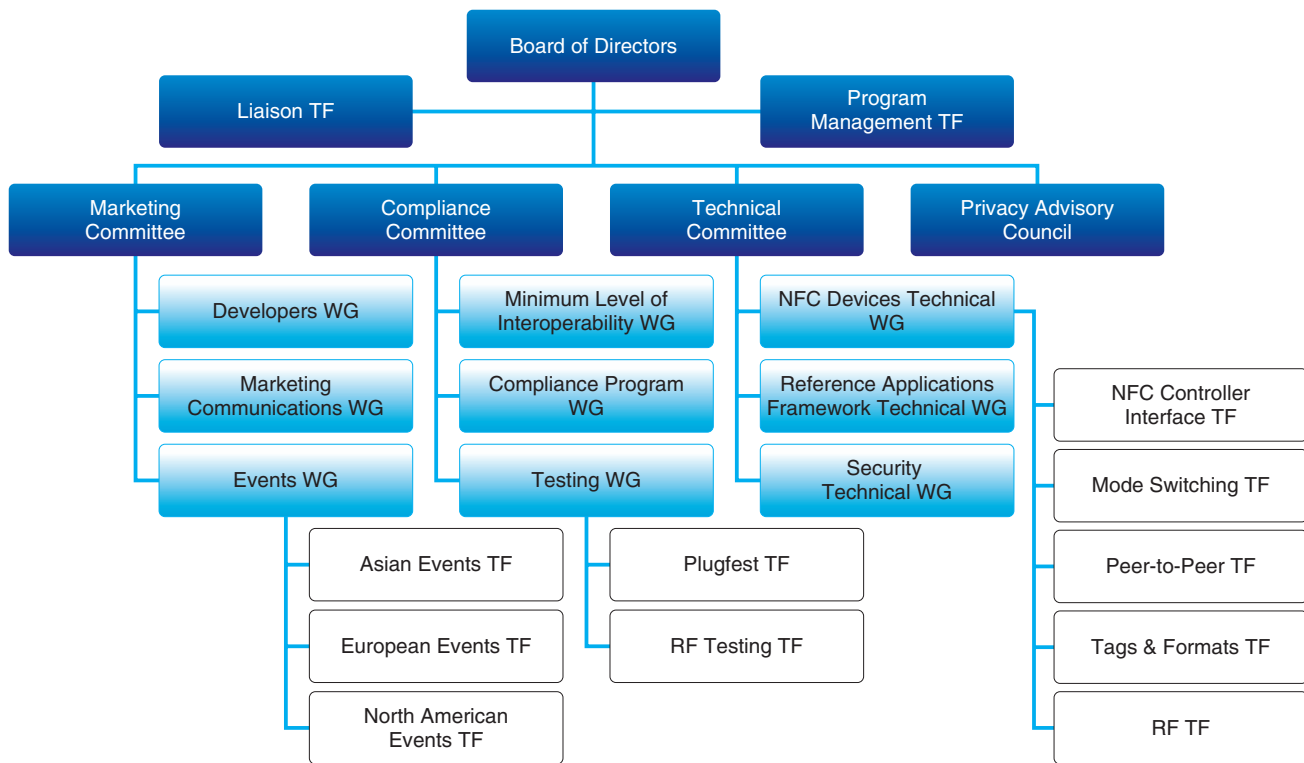 Board of Directors
Liaison TF
Program
Management TF
Marketing
Committee
Compliance
Committee
Technical
Committee
Privacy Advisory
Council
Developers WG
Minimum Level of
Interoperability WG
NFC Devices Technical
WG
Marketing
Communications WG
Compliance Program
WG
Reference Applications
Framework Technical WG
NFC Controller
Interface TF
Events WG
Testing WG
Security
Technical WG
Mode Switching TF
Asian Events TF
Plugfest TF
Peer-to-Peer TF
European Events TF
RF Testing TF
Tags & Formats TF
North American
Events TF
RF TF